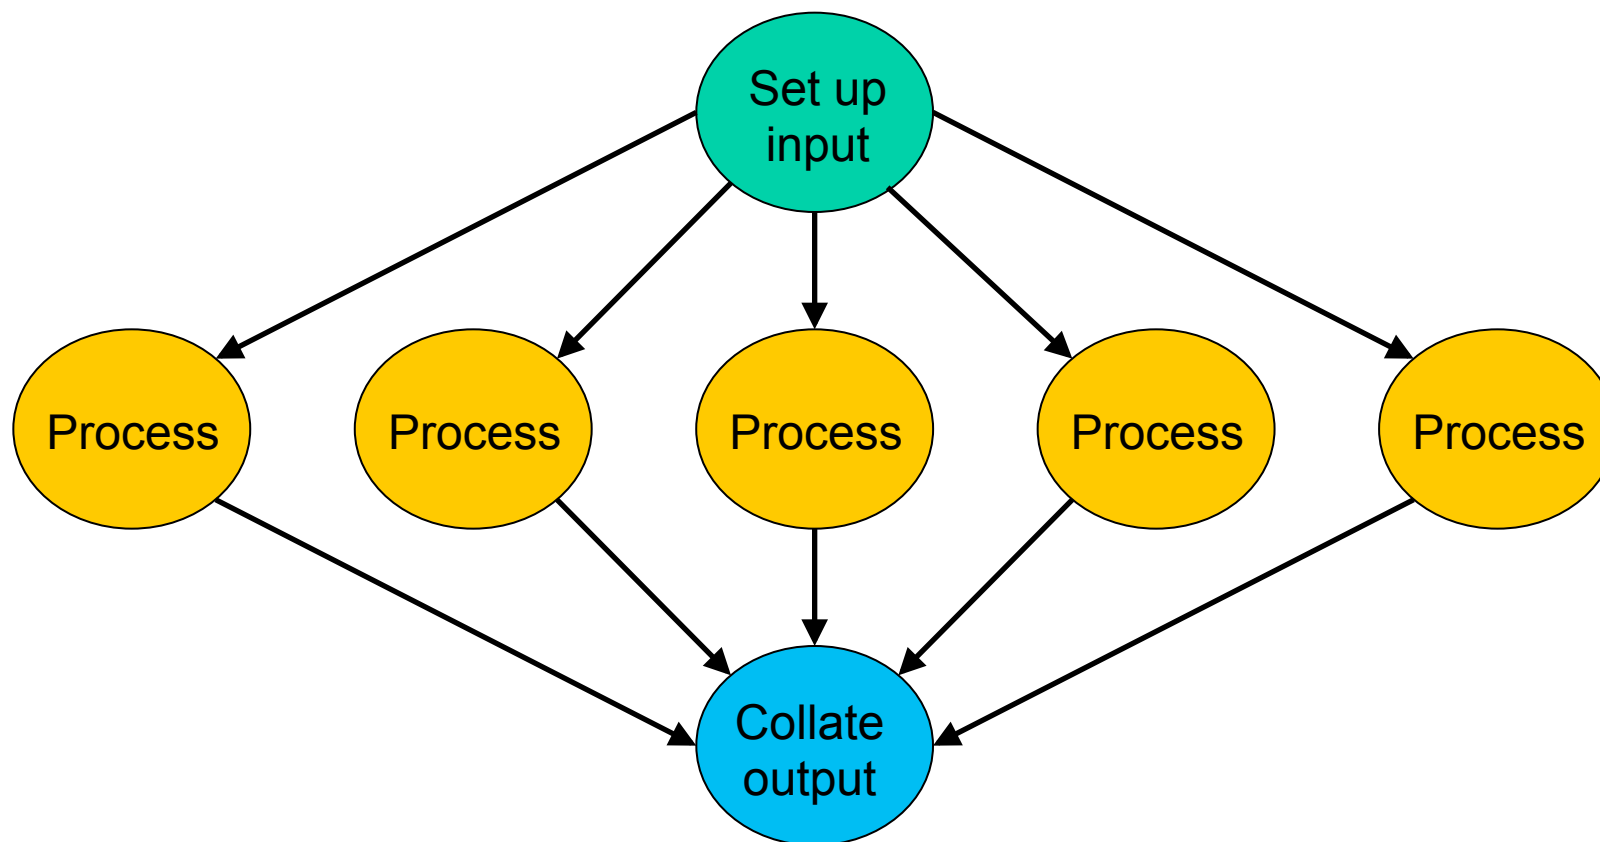 Set up
input
Process
Process
Process
Process
Process
Collate
output